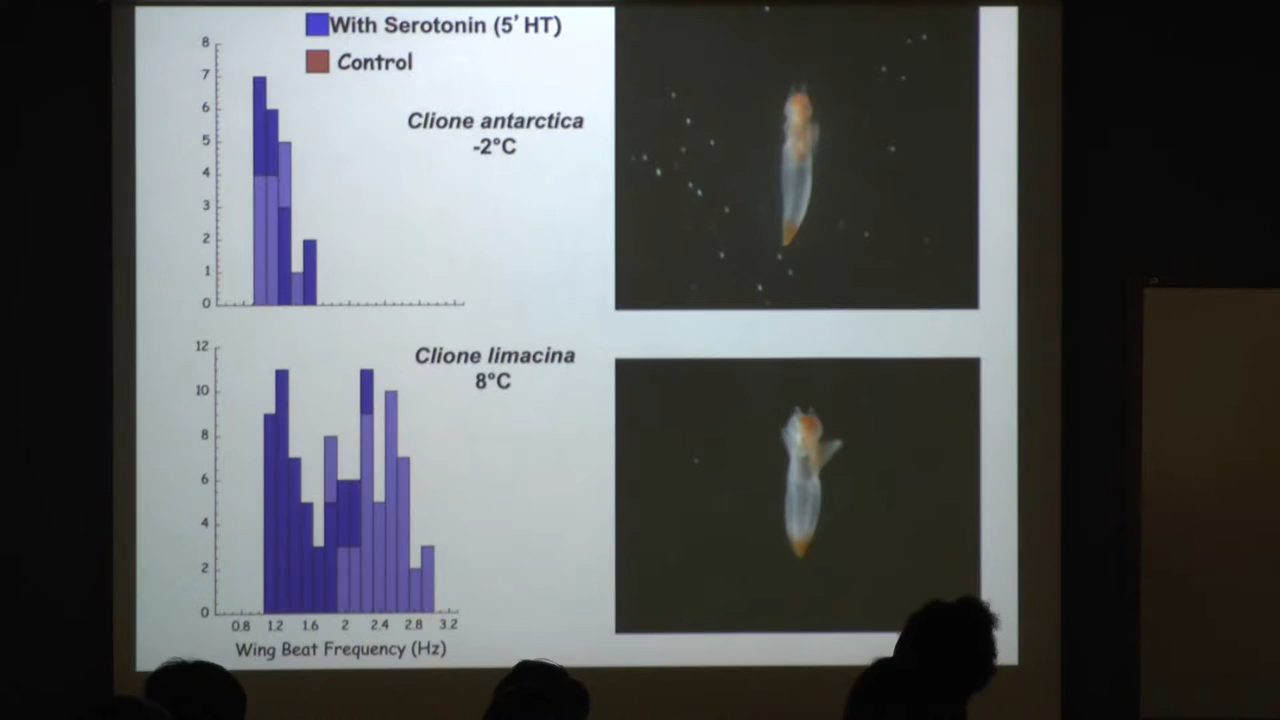 With Serotonin (5' HT)
Control
8
7
6
5
4
3
2
1
0
Clione antarctica
-2°C
12
10
8
6
4
2
0
Clione limacina
8°C
0.8 1.2 1.6 2 2.4 2.8 3.2
Wing Beat Frequency (Hz)